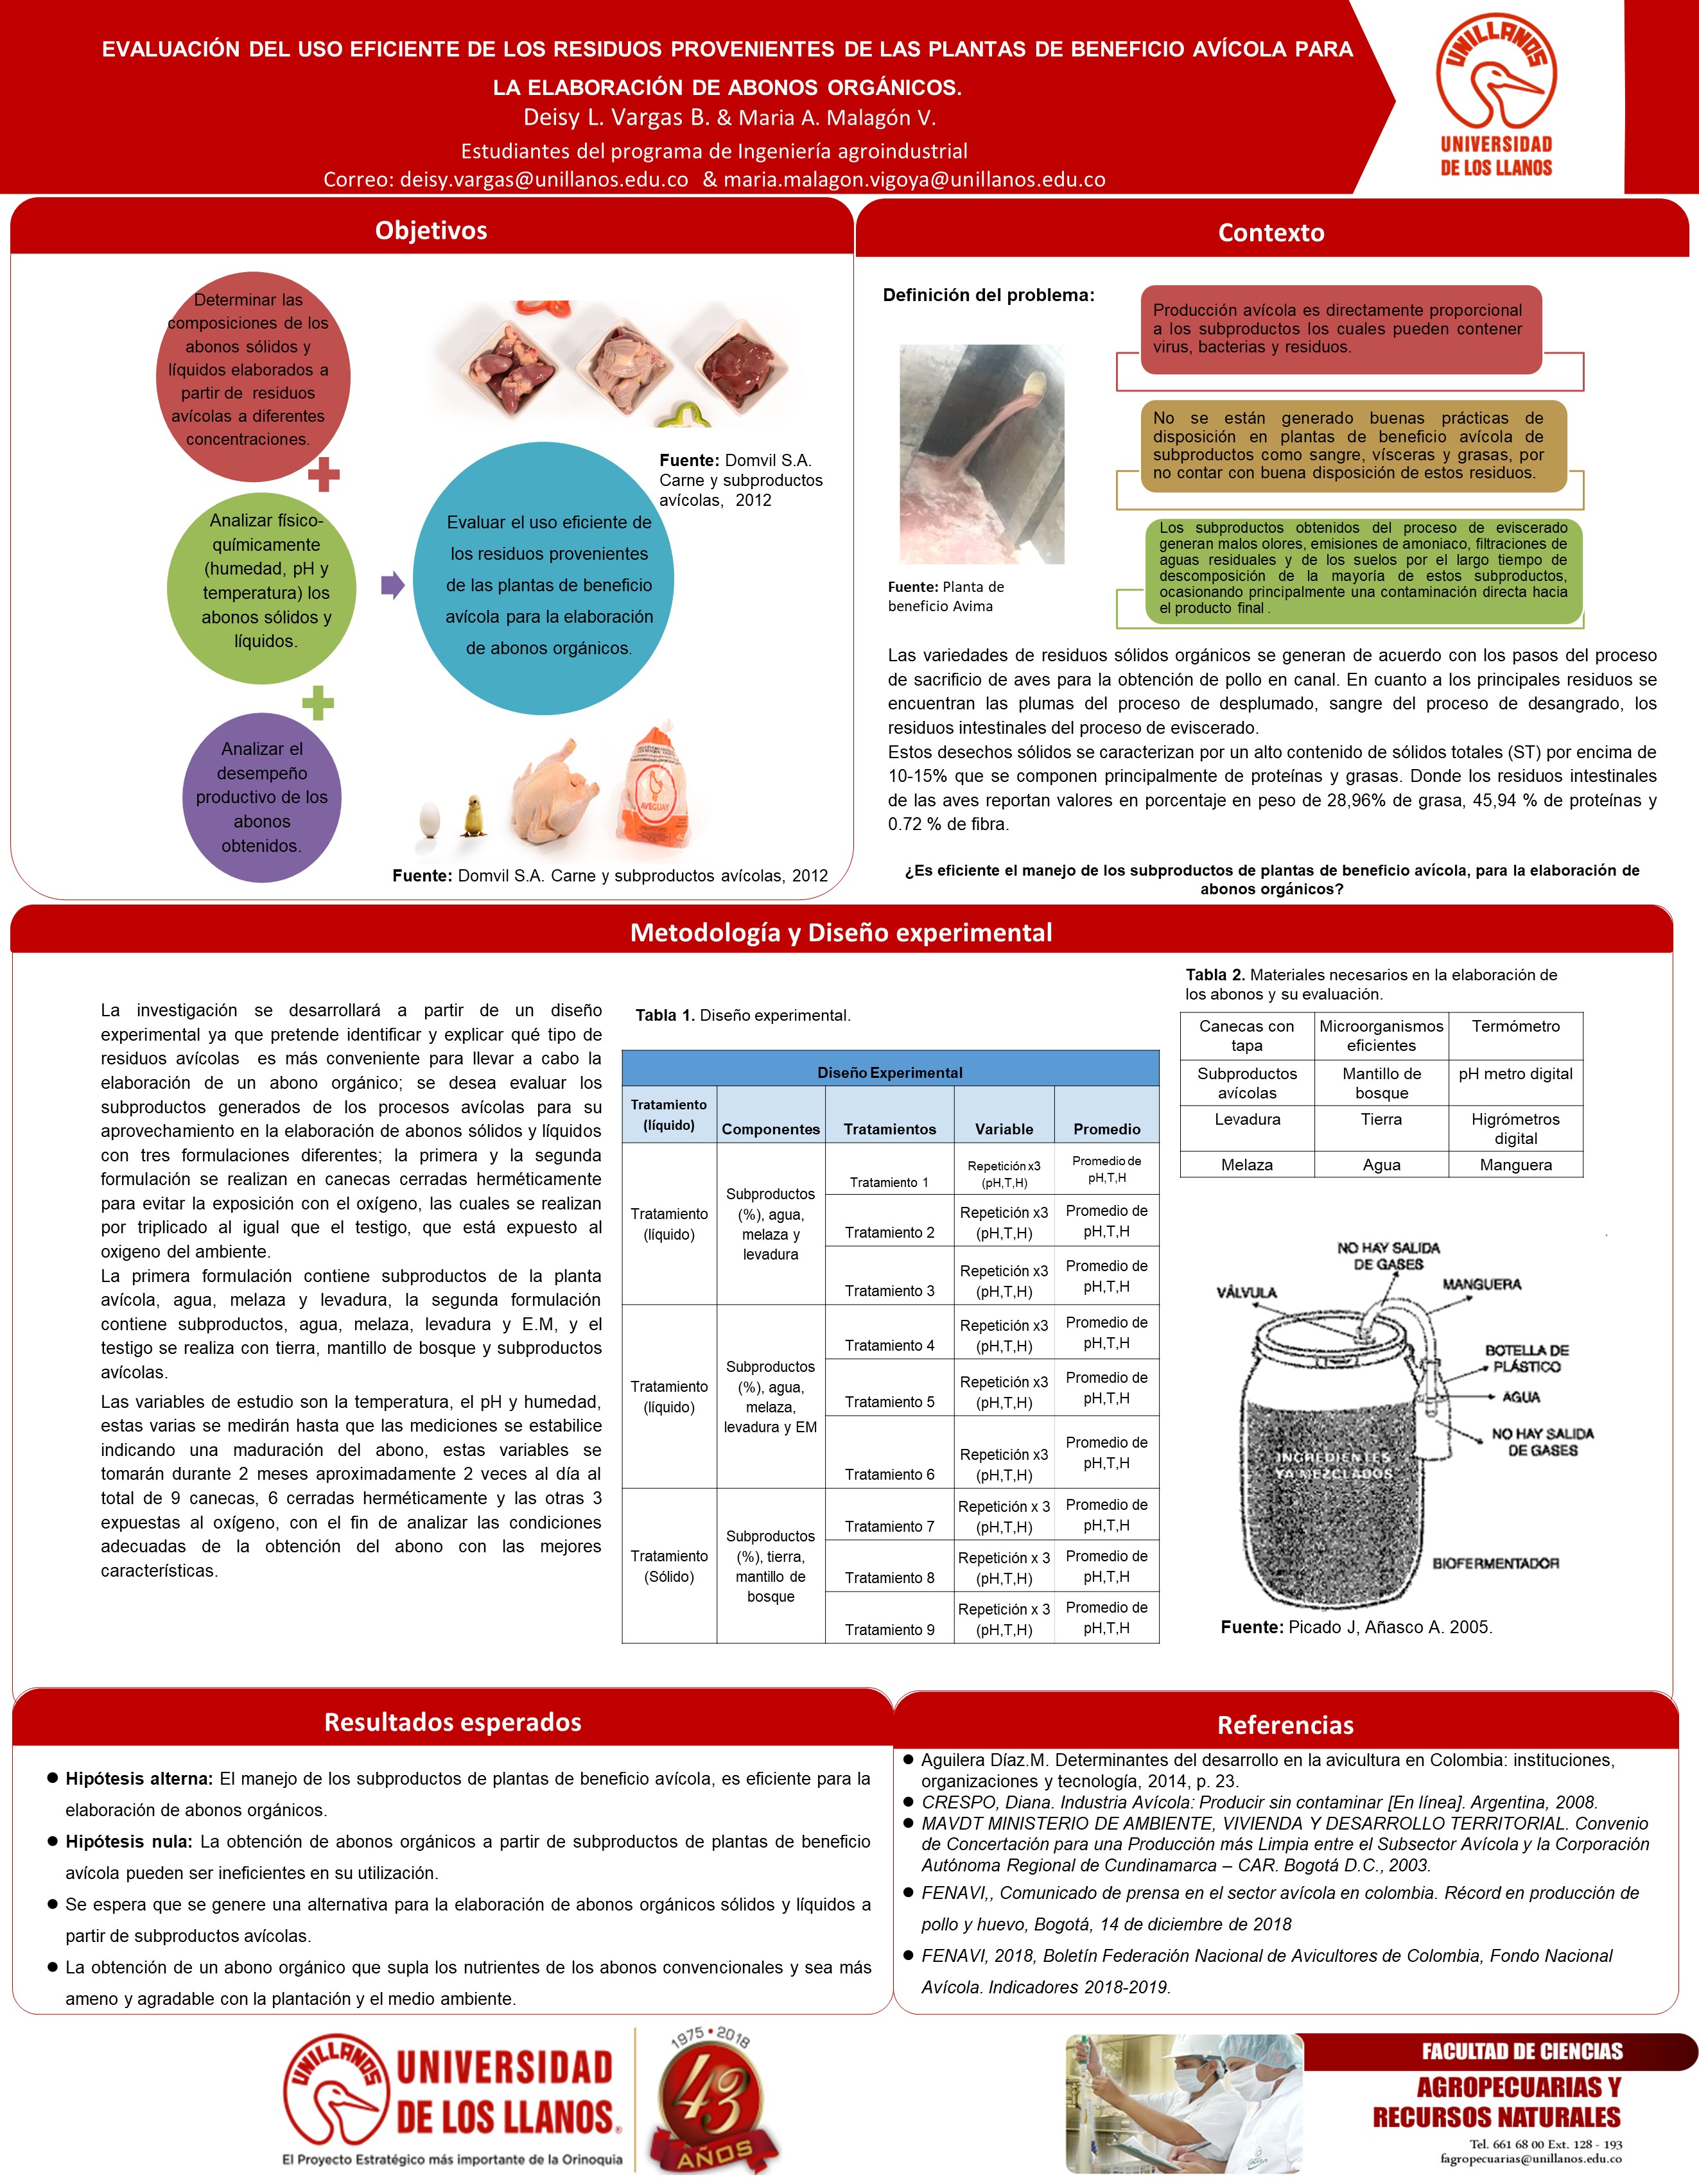 EVALUACIÓN DEL USO EFICIENTE DE LOS RESIDUOS PROVENIENTES DE LAS PLANTAS DE BENEFICIO AVÍCOLA PARA
LA ELABORACIÓN DE ABONOS ORGÁNICOS.
Deisy L. Vargas B. & Maria A. Malagón V.
Estudiantes del programa de Ingeniería agroindustrial
Correo: deisy.vargas@unillanos.edu.co & maria.malagon.vigoya@unillanos.edu.co
UNILLANOS
UNIVERSIDAD
DE LOS LLANOS
Objetivos
Determinar las
composiciones de los
abonos sólidos y
líquidos elaborados a
partir de residuos
avícolas a diferentes
concentraciones.
Analizar físico-
químicamente
(humedad, pH y
temperatura) los
abonos sólidos y
líquidos.
Analizar el
desempeño
productivo de los
abonos
obtenidos.
Evaluar el uso eficiente de
los residuos provenientes
de las plantas de beneficio
avícola para la elaboración
de abonos orgánicos.
Fuente: Domvil S.A.
Carne y subproductos
avícolas, 2012
AVEGUAY
Fuente: Domvil S.A. Carne y subproductos avícolas, 2012
Contexto
Definición del problema:
Fuente: Planta de
beneficio Avima
Producción avícola es directamente proporcional
a los subproductos los cuales pueden contener
virus, bacterias y residuos.
No se están generado buenas prácticas de
disposición en plantas de beneficio avícola de
subproductos como sangre, vísceras y grasas, por
no contar con buena disposición de estos residuos.
Los subproductos obtenidos del proceso de eviscerado
generan malos olores, emisiones de amoniaco, filtraciones de
aguas residuales y de los suelos por el largo tiempo de
descomposición de la mayoría de estos subproductos,
ocasionando principalmente una contaminación directa hacia
el producto final .
Las variedades de residuos sólidos orgánicos se generan de acuerdo con los pasos del proceso
de sacrificio de aves para la obtención de pollo en canal. En cuanto a los principales residuos se
encuentran las plumas del proceso de desplumado, sangre del proceso de desangrado, los
residuos intestinales del proceso de eviscerado.
Estos desechos sólidos se caracterizan por un alto contenido de sólidos totales (ST) por encima de
10-15% que se componen principalmente de proteínas y grasas. Donde los residuos intestinales
de las aves reportan valores en porcentaje en peso de 28,96% de grasa, 45,94 % de proteínas y
0.72 % de fibra.
¿Es eficiente el manejo de los subproductos de plantas de beneficio avícola, para la elaboración de
abonos orgánicos?
Metodología y Diseño experimental
La investigación se desarrollará a partir de un diseño
experimental ya que pretende identificar y explicar qué tipo de
residuos avícolas es más conveniente para llevar a cabo la
elaboración de un abono orgánico; se desea evaluar los
subproductos generados de los procesos avícolas para su
aprovechamiento en la elaboración de abonos sólidos y líquidos
con tres formulaciones diferentes; la primera y la segunda
formulación se realizan en canecas cerradas herméticamente
para evitar la exposición con el oxígeno, las cuales se realizan
por triplicado al igual que el testigo, que está expuesto al
oxigeno del ambiente.
La primera formulación contiene subproductos de la planta
avícola, agua, melaza y levadura, la segunda formulación
contiene subproductos, agua, melaza, levadura y E.M, y el
testigo se realiza con tierra, mantillo de bosque y subproductos
avícolas.
Las variables de estudio son la temperatura, el pH y humedad,
estas varias se medirán hasta que las mediciones se estabilice
indicando una maduración del abono, estas variables se
tomarán durante 2 meses aproximadamente 2 veces al día al
total de 9 canecas, 6 cerradas herméticamente y las otras 3
expuestas al oxígeno, con el fin de analizar las condiciones
adecuadas de la obtención del abono con las mejores
características.
Tabla 1. Diseño experimental.
Diseño Experimental
Tratamiento
(líquido)
Componentes
Tratamientos
Variable
Promedio
Tratamiento
(líquido)
Subproductos
(%), agua,
melaza y
levadura
Tratamiento 1
Repetición x3
(pH,T,H)
Promedio de
pH,T,H
Tratamiento 2
Repetición x3
(pH,T,H)
Promedio de
pH,T,H
Tratamiento 3
Repetición x3
(pH,T,H)
Promedio de
pH,T,H
Tratamiento
(líquido)
Subproductos
(%), agua,
melaza,
levadura y EM
Tratamiento 4
Repetición x3
(pH,T,H)
Promedio de
pH,T,H
Tratamiento 5
Repetición x3
(pH,T,H)
Promedio de
pH,T,H
Tratamiento 6
Repetición x3
(pH,T,H)
Promedio de
pH,T,H
Tratamiento
(Sólido)
Subproductos
(%), tierra,
mantillo de
bosque
Tratamiento 7
Repetición x 3
(pH,T,H)
Promedio de
pH,T,H
Tratamiento 8
Repetición x 3
(pH,T,H)
Promedio de
pH,T,H
Tratamiento 9
Repetición x 3
(pH,T,H)
Promedio de
pH,T,H
Tabla 2. Materiales necesarios en la elaboración de
los abonos y su evaluación.
Canecas con
tapa
Microorganismos
eficientes
Termómetro
Subproductos
avícolas
Mantillo de
bosque
pH metro digital
Levadura
Tierra
Higrómetros
digital
Melaza
Agua
Manguera
NO HAY SALIDA
DE GASES
MANGUERA
VÁLVULA
BOTELLA DE
PLÁSTICO
AGUA
NO HAY SALIDA
DE GASES
INGREDIENTES
YA MEZCLADOS
BIOFERMENTADOR
Fuente: Picado J, Añasco A. 2005.
Resultados esperados
● Hipótesis alterna: El manejo de los subproductos de plantas de beneficio avícola, es eficiente para la
elaboración de abonos orgánicos.
● Hipótesis nula: La obtención de abonos orgánicos a partir de subproductos de plantas de beneficio
avícola pueden ser ineficientes en su utilización.
● Se espera que se genere una alternativa para la elaboración de abonos orgánicos sólidos y líquidos a
partir de subproductos avícolas.
● La obtención de un abono orgánico que supla los nutrientes de los abonos convencionales y sea más
ameno y agradable con la plantación y el medio ambiente.
Referencias
● Aguilera Díaz.M. Determinantes del desarrollo en la avicultura en Colombia: instituciones,
organizaciones y tecnología, 2014, p. 23.
● CRESPO, Diana. Industria Avícola: Producir sin contaminar [En línea]. Argentina, 2008.
● MAVDT MINISTERIO DE AMBIENTE, VIVIENDA Y DESARROLLO TERRITORIAL. Convenio
de Concertación para una Producción más Limpia entre el Subsector Avícola y la Corporación
Autónoma Regional de Cundinamarca – CAR. Bogotá D.C., 2003.
● FENAVI,, Comunicado de prensa en el sector avícola en colombia. Récord en producción de
pollo y huevo, Bogotá, 14 de diciembre de 2018
● FENAVI, 2018, Boletín Federación Nacional de Avicultores de Colombia, Fondo Nacional
Avícola. Indicadores 2018-2019.
UNILLANOS
UNIVERSIDAD
DE LOS LLANOS®
El Proyecto Estratégico más importante de la Orinoquia
1975 • 2018
43
AÑOS
FACULTAD DE CIENCIAS
AGROPECUARIAS Y
RECURSOS NATURALES
Tel. 661 68 00 Ext. 128 - 193
fagropecuarias@unillanos.edu.co